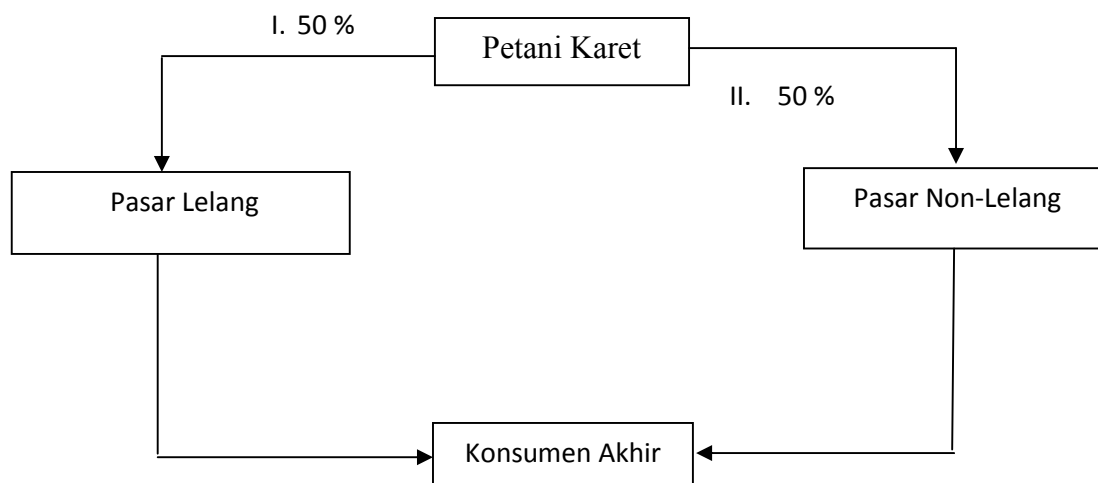 I. 50 %
Petani Karet
II. 50 %
Pasar Lelang
Pasar Non-Lelang
Konsumen Akhir